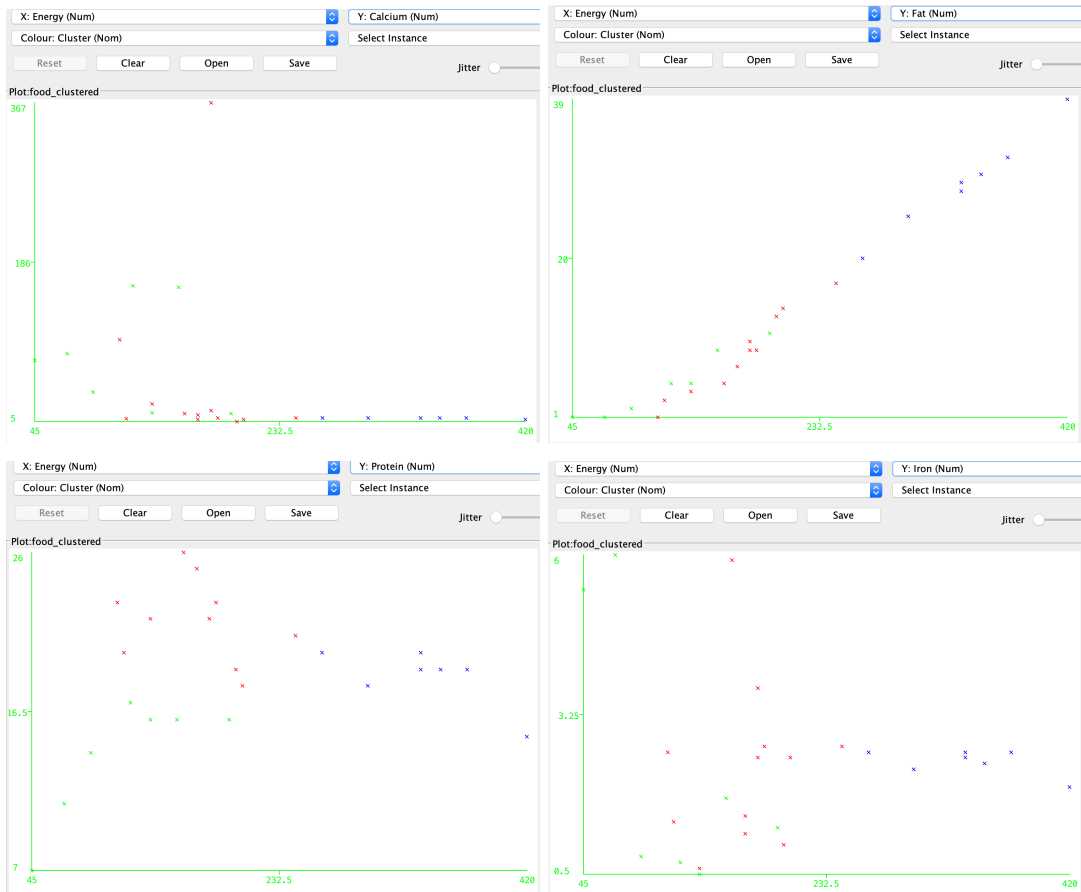 X: Energy (Num)
Y: Calcium (Num)
Colour: Cluster (Nom)
Select Instance
Reset
Clear
Open
Save
Jitter
Plot:food_clustered
367
186
5
45
232.5
420
X: Energy (Num)
Y: Fat (Num)
Colour: Cluster (Nom)
Select Instance
Reset
Clear
Open
Save
Jitter
Plot:food_clustered
39
20
1
45
232.5
420
X: Energy (Num)
Y: Protein (Num)
Colour: Cluster (Nom)
Select Instance
Reset
Clear
Open
Save
Jitter
Plot:food_clustered
26
16.5
7
45
232.5
420
X: Energy (Num)
Y: Iron (Num)
Colour: Cluster (Nom)
Select Instance
Reset
Clear
Open
Save
Jitter
Plot:food_clustered
6
3.25
0.5
45
232.5
420